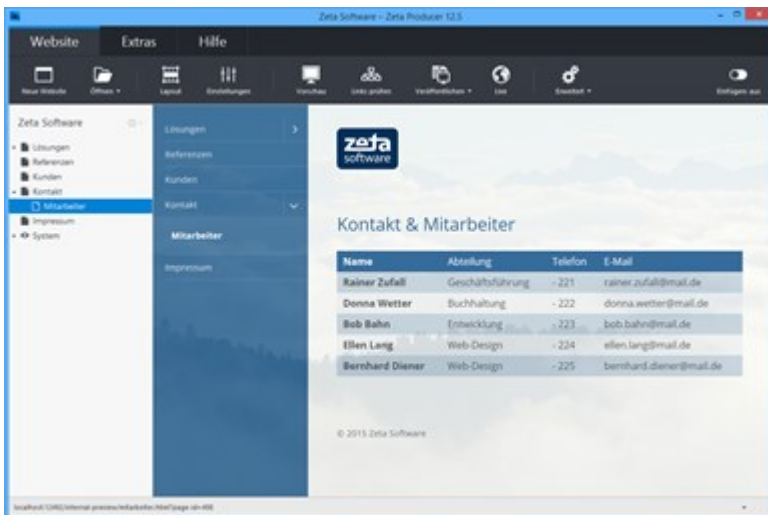 Zeta Software – Zeta Producer 12.5
Website Extras Hilfe
Neue Website Öffnen Layout Einstellungen Vorschau Links prüfen Veröffentlichen Live Erweitert Einfügen aus
Zeta Software
Lösungen
Referenzen
Kunden
Kontakt
Mitarbeiter
Impressum
System
Lösungen
Referenzen
Kunden
Kontakt
Mitarbeiter
Impressum
zeta
software
Kontakt & Mitarbeiter
Name Abteilung Telefon E-Mail
Rainer Zufall Geschäftsführung - 221 rainer.zufall@mail.de
Donna Wetter Buchhaltung - 222 donna.wetter@mail.de
Bob Bahn Entwicklung - 223 bob.bahn@mail.de
Ellen Lang Web-Design - 224 ellen.lang@mail.de
Bernhard Diener Web-Design - 225 bernhard.diener@mail.de
© 2015 Zeta Software